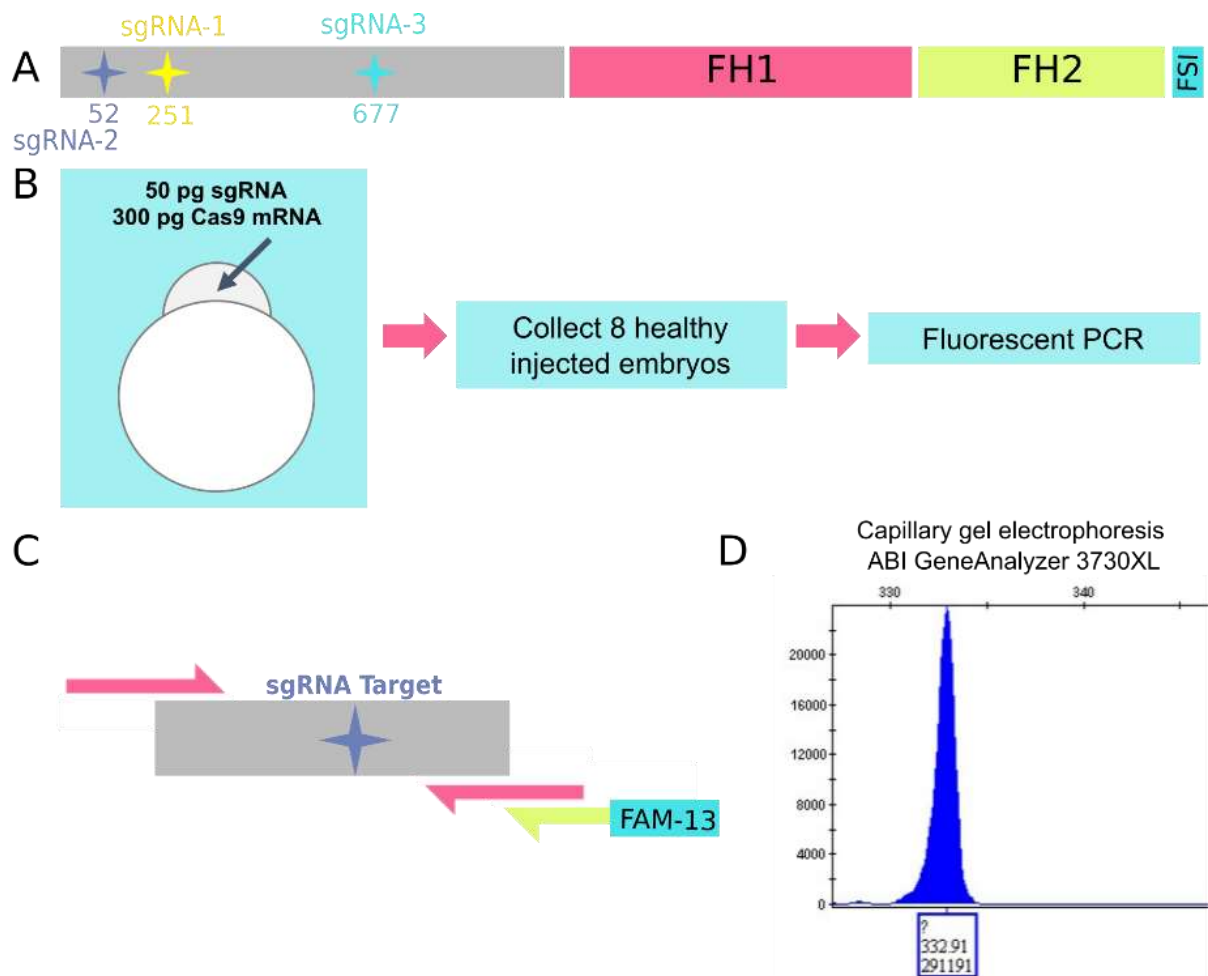 sgRNA-1
sgRNA-3
A
FH1
FH2
FSI
52
251
677
sgRNA-2
B
50 pg sgRNA
300 pg Cas9 mRNA
Collect 8 healthy
injected embryos
Fluorescent PCR
C
sgRNA Target
FAM-13
D
Capillary gel electrophoresis
ABI GeneAnalyzer 3730XL
330
340
20000
16000
12000
8000
4000
0
?
332.91
291191